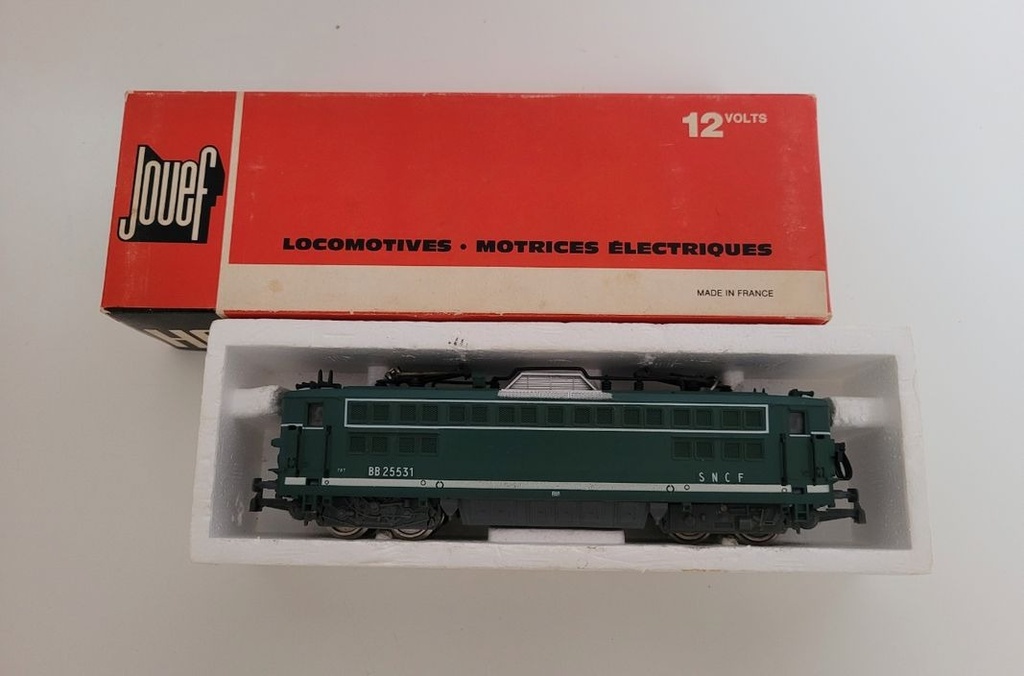 Jouef
12 VOLTS
LOCOMOTIVES • MOTRICES ÉLECTRIQUES
MADE IN FRANCE
BB 25531
SNCF